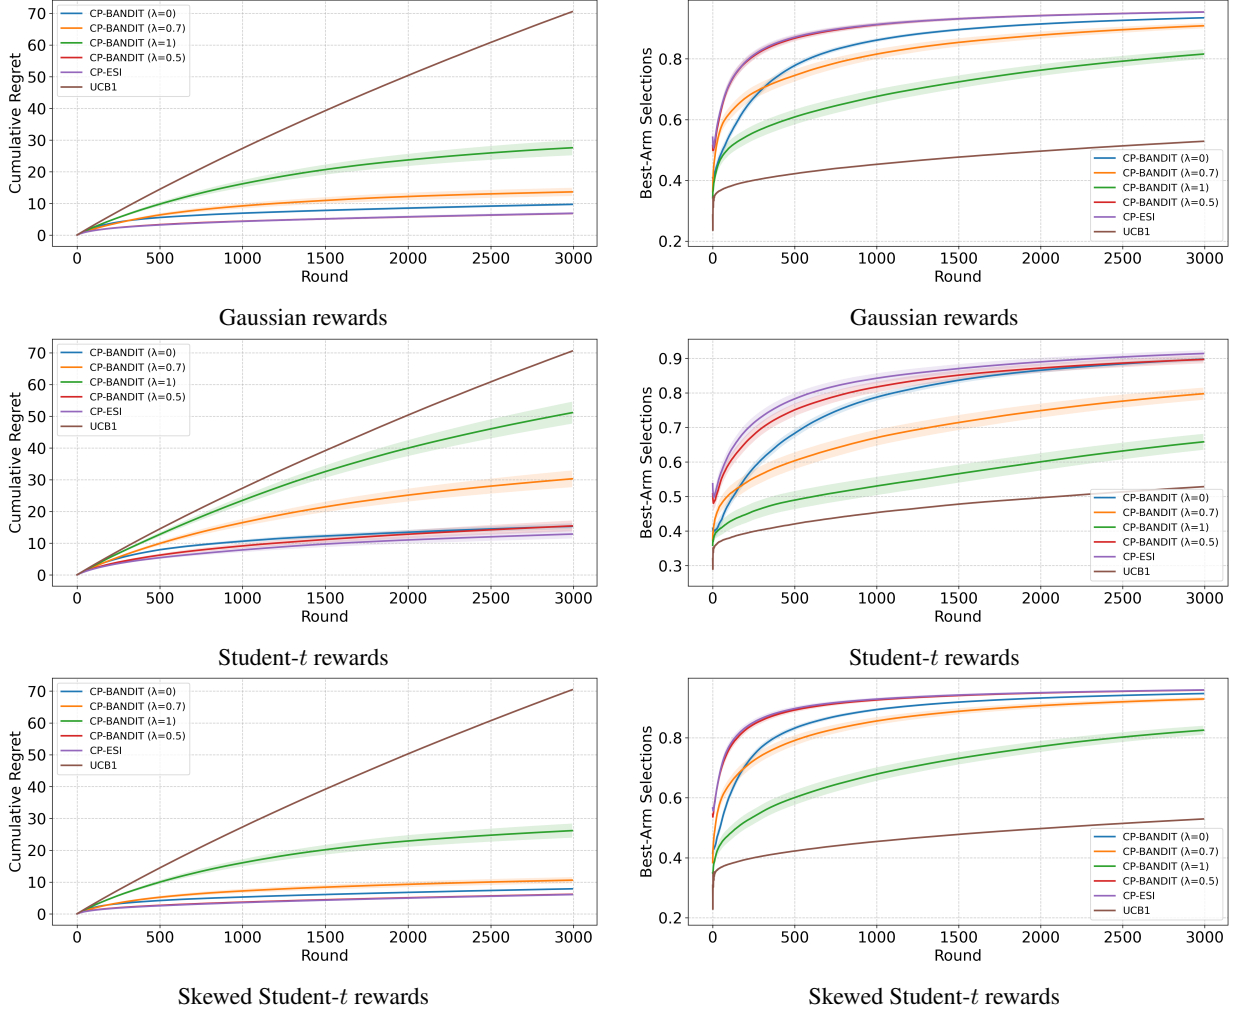 70
60
50
40
30
20
10
0
Cumulative Regret
CP-BANDIT (λ=0)
CP-BANDIT (λ=0.7)
CP-BANDIT (λ=1)
CP-BANDIT (λ=0.5)
CP-ESI
UCB1
0 500 1000 1500 2000 2500 3000
Round
Gaussian rewards
0.8
0.6
0.4
0.2
Best-Arm Selections
CP-BANDIT (λ=0)
CP-BANDIT (λ=0.7)
CP-BANDIT (λ=1)
CP-BANDIT (λ=0.5)
CP-ESI
UCB1
0 500 1000 1500 2000 2500 3000
Round
Gaussian rewards
70
60
50
40
30
20
10
0
Cumulative Regret
CP-BANDIT (λ=0)
CP-BANDIT (λ=0.7)
CP-BANDIT (λ=1)
CP-BANDIT (λ=0.5)
CP-ESI
UCB1
0 500 1000 1500 2000 2500 3000
Round
Student-t rewards
0.9
0.8
0.7
0.6
0.5
0.4
0.3
Best-Arm Selections
CP-BANDIT (λ=0)
CP-BANDIT (λ=0.7)
CP-BANDIT (λ=1)
CP-BANDIT (λ=0.5)
CP-ESI
UCB1
0 500 1000 1500 2000 2500 3000
Round
Student-t rewards
70
60
50
40
30
20
10
0
Cumulative Regret
CP-BANDIT (λ=0)
CP-BANDIT (λ=0.7)
CP-BANDIT (λ=1)
CP-BANDIT (λ=0.5)
CP-ESI
UCB1
0 500 1000 1500 2000 2500 3000
Round
Skewed Student-t rewards
0.8
0.6
0.4
0.2
Best-Arm Selections
CP-BANDIT (λ=0)
CP-BANDIT (λ=0.7)
CP-BANDIT (λ=1)
CP-BANDIT (λ=0.5)
CP-ESI
UCB1
0 500 1000 1500 2000 2500 3000
Round
Skewed Student-t rewards